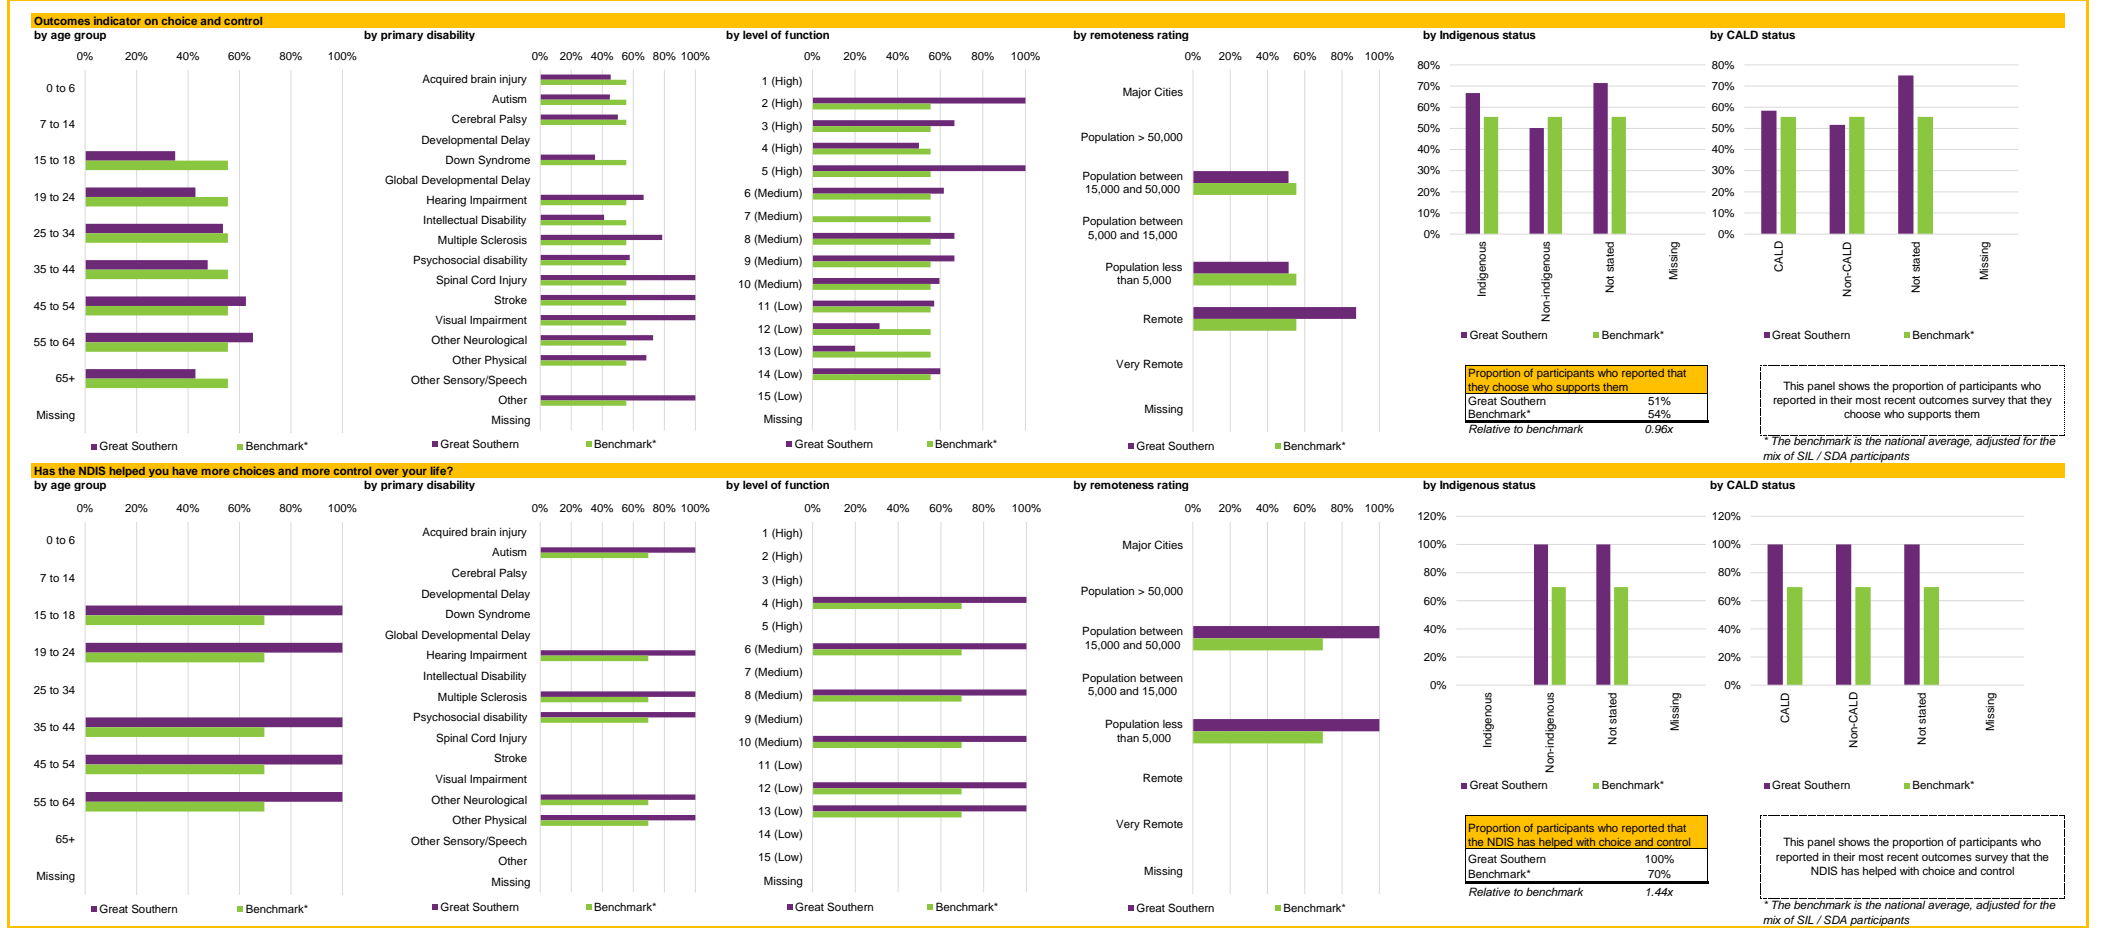 Outcomes indicator on choice and control
by age group
0% 20% 40% 60% 80% 100%
0 to 6
7 to 14
15 to 18
19 to 24
25 to 34
35 to 44
45 to 54
55 to 64
65+
Missing
Great Southern Benchmark*
by primary disability
0% 20% 40% 60% 80% 100%
Acquired brain injury
Autism
Cerebral Palsy
Developmental Delay
Down Syndrome
Global Developmental Delay
Hearing Impairment
Intellectual Disability
Multiple Sclerosis
Psychosocial disability
Spinal Cord Injury
Stroke
Visual Impairment
Other Neurological
Other Physical
Other Sensory/Speech
Other
Missing
Great Southern Benchmark*
by level of function
0% 20% 40% 60% 80% 100%
1 (High)
2 (High)
3 (High)
4 (High)
5 (High)
6 (Medium)
7 (Medium)
8 (Medium)
9 (Medium)
10 (Medium)
11 (Low)
12 (Low)
13 (Low)
14 (Low)
15 (Low)
Missing
Great Southern Benchmark*
by remoteness rating
0% 20% 40% 60% 80% 100%
Major Cities
Population > 50,000
Population between
15,000 and 50,000
Population between
5,000 and 15,000
Population less
than 5,000
Remote
Very Remote
Missing
Great Southern Benchmark*
by Indigenous status
80%
70%
60%
50%
40%
30%
20%
10%
0%
Indigenous
Non-indigenous
Not stated
Missing
Great Southern Benchmark*
by CALD status
80%
70%
60%
50%
40%
30%
20%
10%
0%
CALD
Non-CALD
Not stated
Missing
Great Southern Benchmark*
Proportion of participants who reported that
they choose who supports them
Great Southern 51%
Benchmark* 54%
Relative to benchmark 0.96x
This panel shows the proportion of participants who
reported in their most recent outcomes survey that they
choose who supports them
* The benchmark is the national average, adjusted for the
mix of SIL / SDA participants
Has the NDIS helped you have more choices and more control over your life?
by age group
0% 20% 40% 60% 80% 100%
0 to 6
7 to 14
15 to 18
19 to 24
25 to 34
35 to 44
45 to 54
55 to 64
65+
Missing
Great Southern Benchmark*
by primary disability
0% 20% 40% 60% 80% 100%
Acquired brain injury
Autism
Cerebral Palsy
Developmental Delay
Down Syndrome
Global Developmental Delay
Hearing Impairment
Intellectual Disability
Multiple Sclerosis
Psychosocial disability
Spinal Cord Injury
Stroke
Visual Impairment
Other Neurological
Other Physical
Other Sensory/Speech
Other
Missing
Great Southern Benchmark*
by level of function
0% 20% 40% 60% 80% 100%
1 (High)
2 (High)
3 (High)
4 (High)
5 (High)
6 (Medium)
7 (Medium)
8 (Medium)
9 (Medium)
10 (Medium)
11 (Low)
12 (Low)
13 (Low)
14 (Low)
15 (Low)
Missing
Great Southern Benchmark*
by remoteness rating
0% 20% 40% 60% 80% 100%
Major Cities
Population > 50,000
Population between
15,000 and 50,000
Population between
5,000 and 15,000
Population less
than 5,000
Remote
Very Remote
Missing
Great Southern Benchmark*
by Indigenous status
120%
100%
80%
60%
40%
20%
0%
Indigenous
Non-indigenous
Not stated
Missing
Great Southern Benchmark*
by CALD status
120%
100%
80%
60%
40%
20%
0%
CALD
Non-CALD
Not stated
Missing
Great Southern Benchmark*
Proportion of participants who reported that
the NDIS has helped with choice and control
Great Southern 100%
Benchmark* 70%
Relative to benchmark 1.44x
This panel shows the proportion of participants who
reported in their most recent outcomes survey that the
NDIS has helped with choice and control
* The benchmark is the national average, adjusted for the
mix of SIL / SDA participants